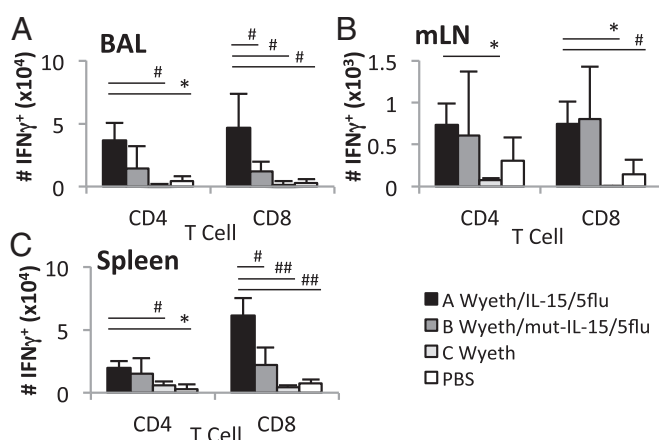 A BAL
# IFNγ⁺ (x10⁴)
10
5
0
# # # # *
CD4 CD8
T Cell
B mLN
# IFNγ⁺ (x10³)
1.5
1
0.5
0
* * #
CD4 CD8
T Cell
C Spleen
# IFNγ⁺ (x10⁴)
10
5
0
# * # ## ##
CD4 CD8
T Cell
A Wyeth/IL-15/5flu
B Wyeth/mut-IL-15/5flu
C Wyeth
PBS